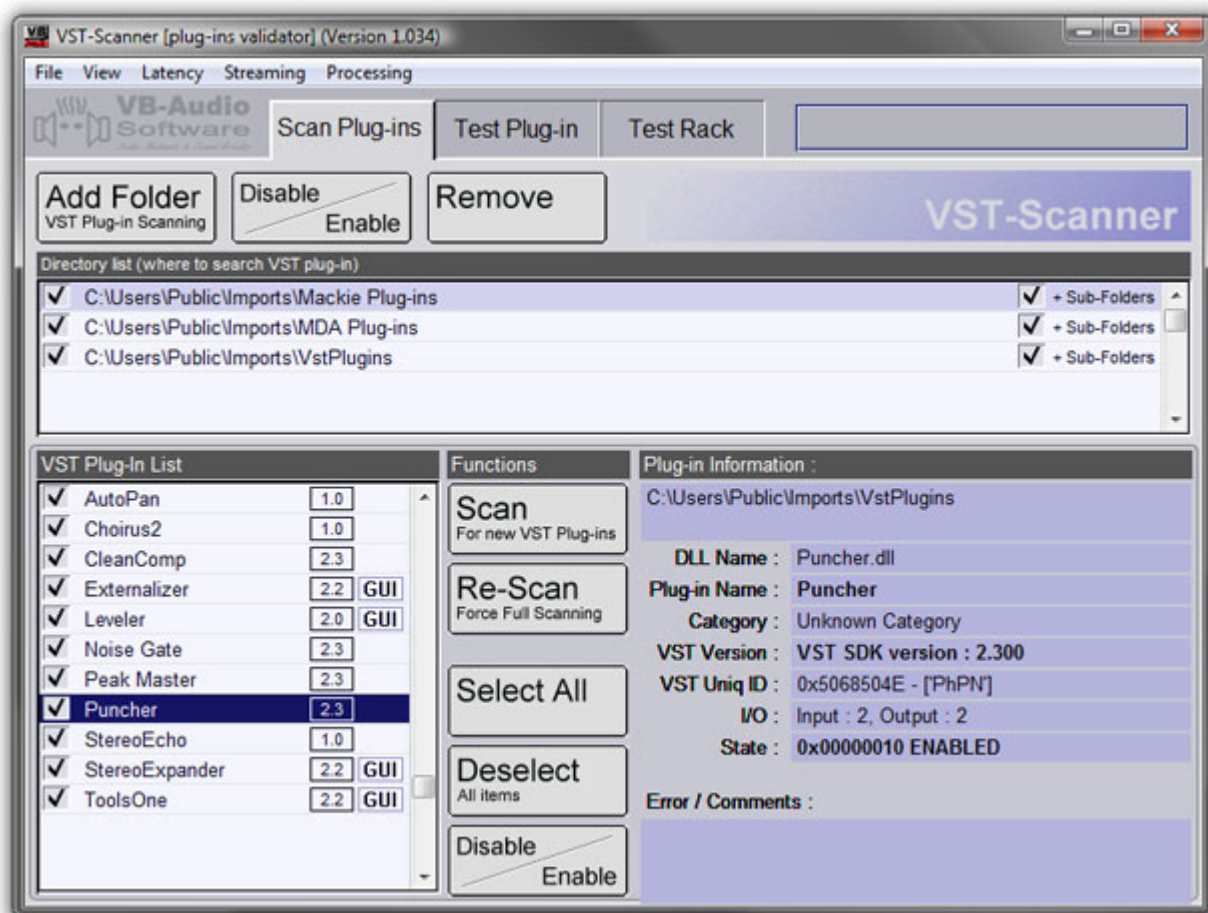 VST-Scanner [plug-ins validator] (Version 1.034)
File View Latency Streaming Processing
VB-Audio
Software
Scan Plug-ins Test Plug-in Test Rack
Add Folder
VST Plug-in Scanning
Disable
Enable
Remove
VST-Scanner
Directory list (where to search VST plug-in)
C:\Users\Public\Imports\Mackie Plug-ins + Sub-Folders
C:\Users\Public\Imports\MDA Plug-ins + Sub-Folders
C:\Users\Public\Imports\VstPlugins + Sub-Folders
VST Plug-In List
AutoPan 1.0
Choirus2 1.0
CleanComp 2.3
Externalizer 2.2 GUI
Leveler 2.0 GUI
Noise Gate 2.3
Peak Master 2.3
Puncher 2.3
StereoEcho 1.0
StereoExpander 2.2 GUI
ToolsOne 2.2 GUI
Functions
Scan
For new VST Plug-ins
Re-Scan
Force Full Scanning
Select All
Deselect
All items
Disable
Enable
Plug-in Information :
C:\Users\Public\Imports\VstPlugins
DLL Name : Puncher.dll
Plug-in Name : Puncher
Category : Unknown Category
VST Version : VST SDK version : 2.300
VST Uniq ID : 0x5068504E - ['PhPN']
I/O : Input : 2, Output : 2
State : 0x00000010 ENABLED
Error / Comments :